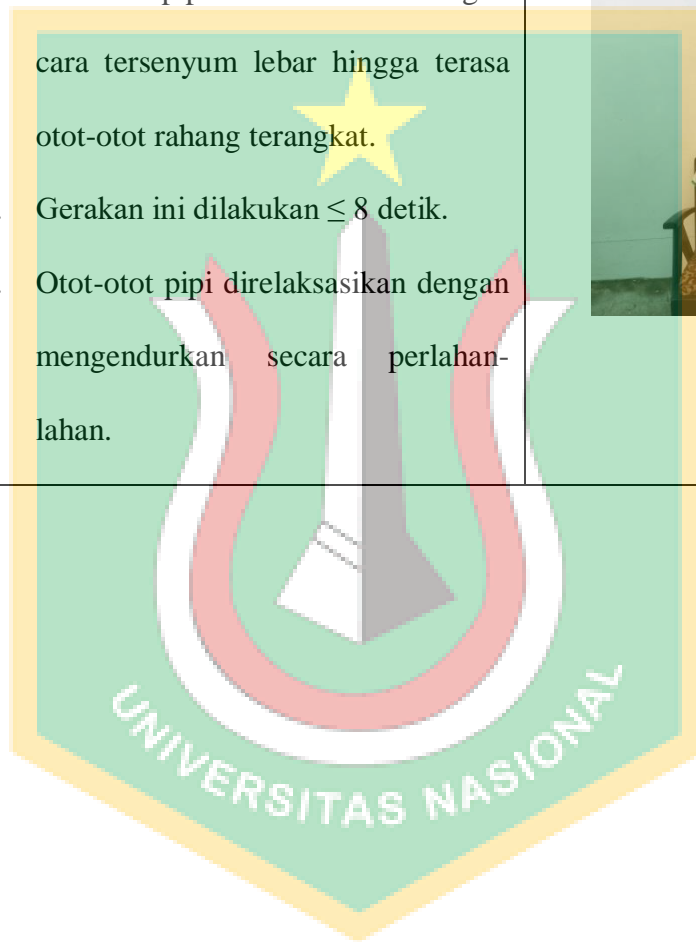 cara tersenyum lebar hingga terasa
otot-otot rahang terangkat.
Gerakan ini dilakukan ≤ 8 detik.
Otot-otot pipi direlaksasikan dengan
mengendurkan secara perlahan-
lahan.
UNIVERSITAS NASIONAL